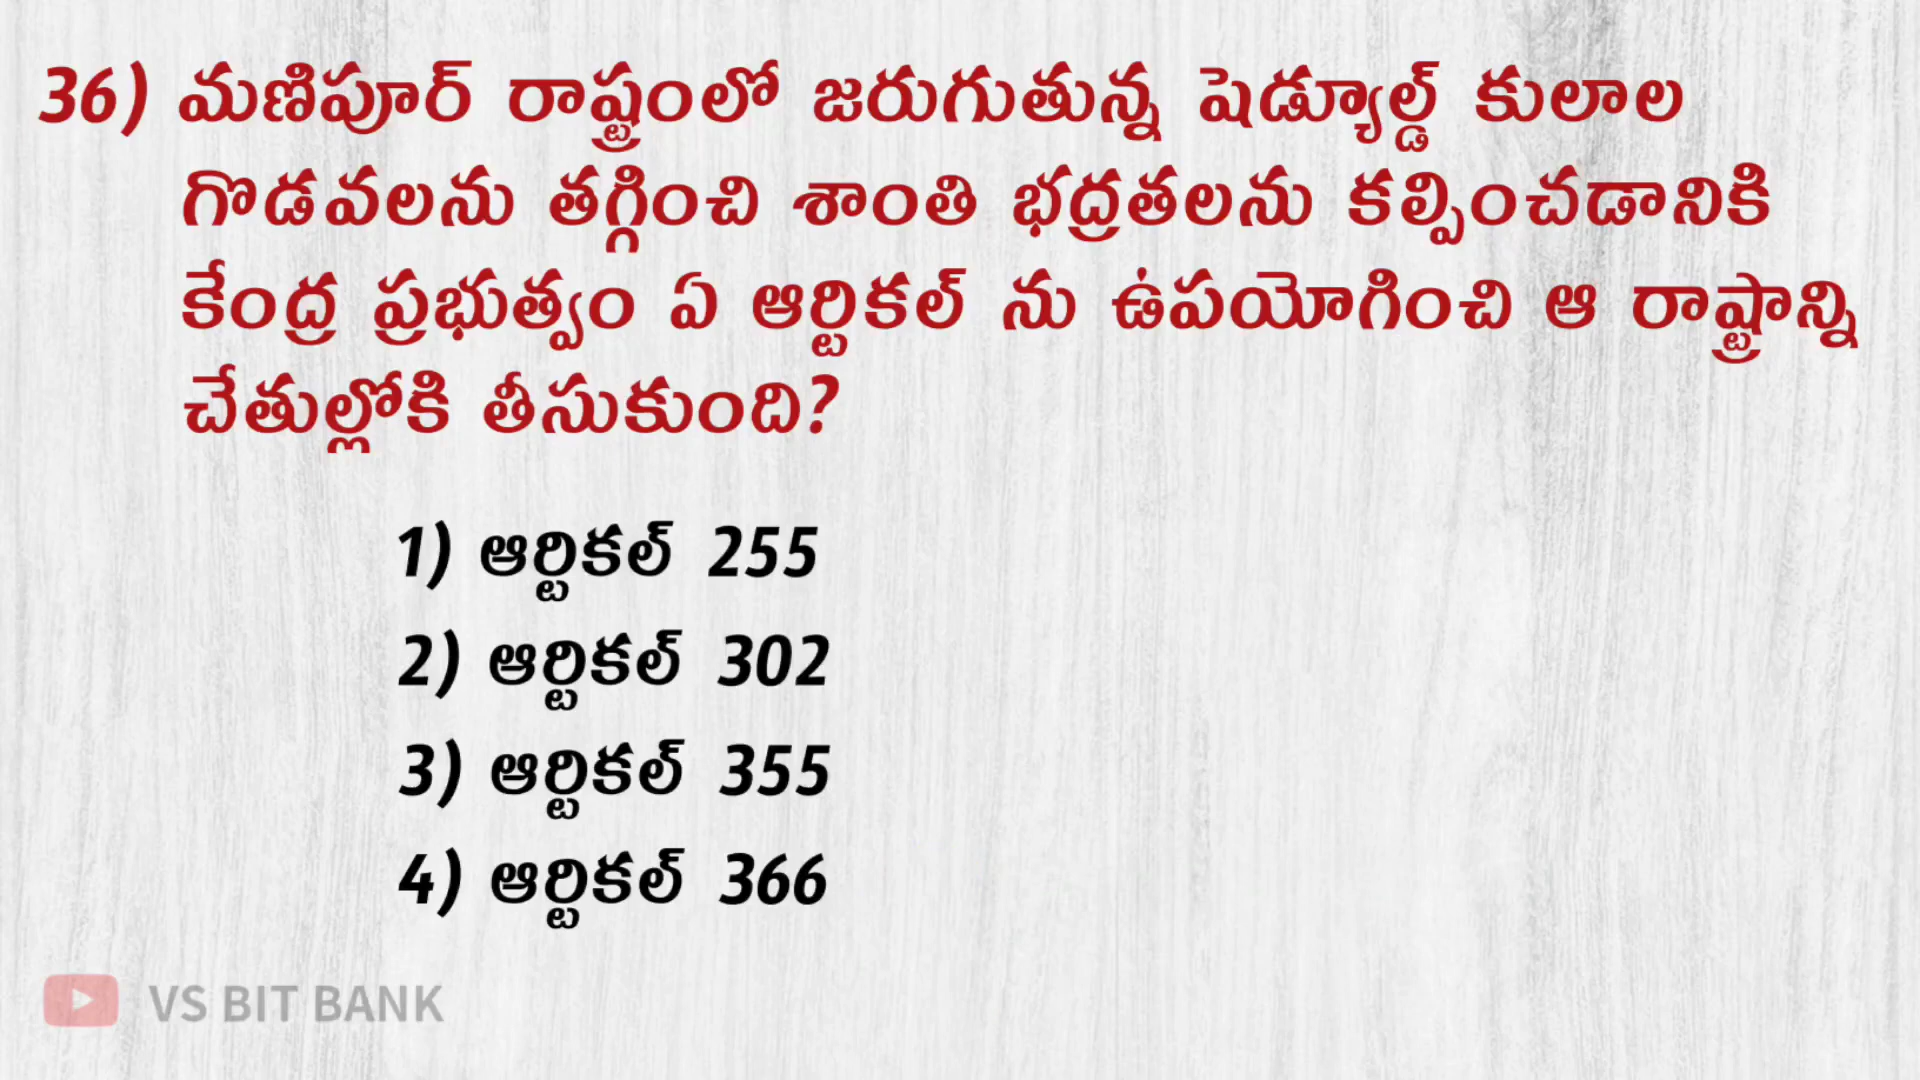 36) మణిపూర్ రాష్ట్రంలో జరుగుతున్న షెడ్యూల్డ్ కులాల
గొడవలను తగ్గించి శాంతి భద్రతలను కల్పించడానికి
కేంద్ర ప్రభుత్వం ఏ ఆర్టికల్ ను ఉపయోగించి ఆ రాష్ట్రాన్ని
చేతుల్లోకి తీసుకుంది?
1) ఆర్టికల్ 255
2) ఆర్టికల్ 302
3) ఆర్టికల్ 355
4) ఆర్టికల్ 366
VS BIT BANK